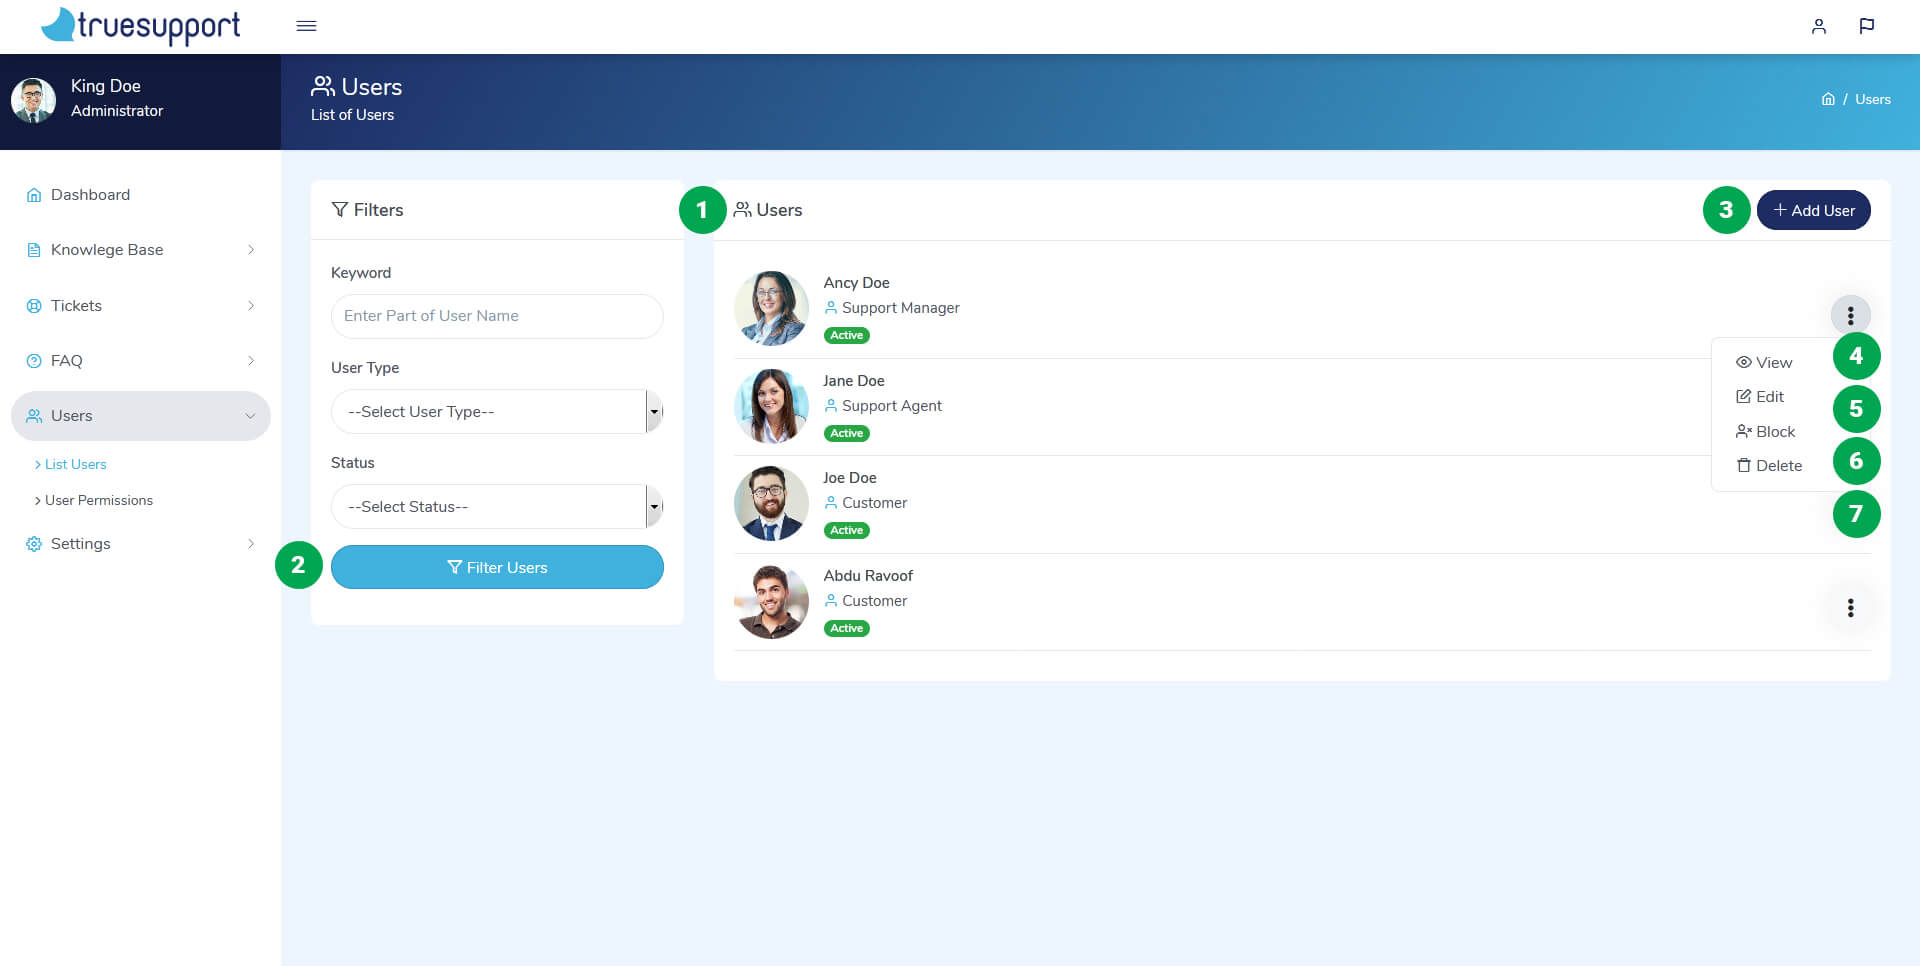 truesupport
King Doe
Administrator
Users
List of Users
/ Users
Dashboard
Knowlege Base
Tickets
FAQ
Users
List Users
User Permissions
Settings
Filters
Keyword
Enter Part of User Name
User Type
--Select User Type--
Status
--Select Status--
2
Filter Users
1
Users
3
+ Add User
Ancy Doe
Support Manager
Active
Jane Doe
Support Agent
Active
Joe Doe
Customer
Active
Abdu Ravoof
Customer
Active
View
4
Edit
5
Block
6
Delete
7